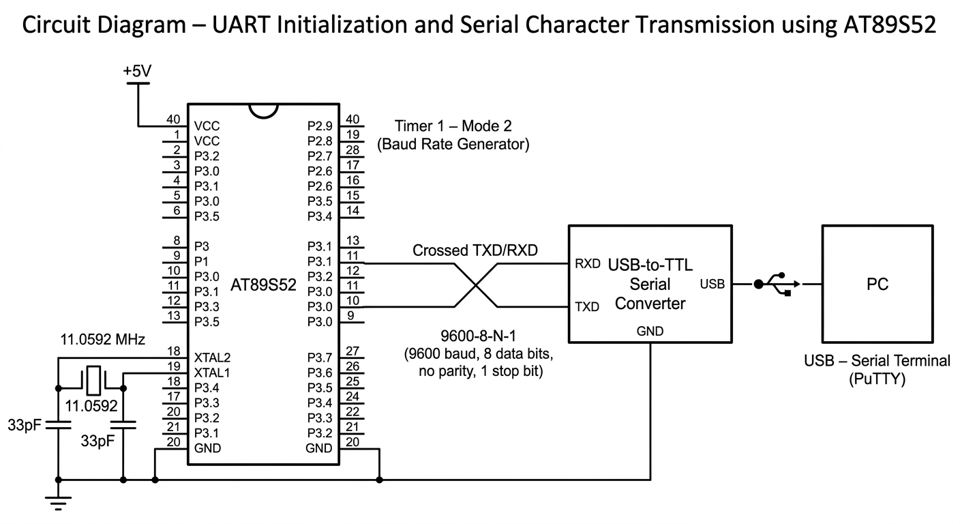 Circuit Diagram – UART Initialization and Serial Character Transmission using AT89S52
+5V
40 VCC
1 VCC
2 P3.2
3 P3.0
4 P3.1
5 P3.0
6 P3.5
8 P3
9 P1
10 P3.0
11 P3.1
12 P3.3
13 P3.5
18 XTAL2
19 XTAL1
18 P3.4
17 P3.3
20 P3.2
21 P3.1
20 GND
AT89S52
P2.9 40
P2.8 19
P2.7 28
P2.6 17
P2.6 16
P3.5 15
P3.4 14
P3.1 13
P3.1 11
P3.2 12
P3.0 11
P3.0 10
P3.0 9
P3.7 27
P3.6 26
P3.5 25
P3.4 24
P3.3 22
P3.2 21
GND 20
11.0592 MHz
11.0592
33pF
33pF
Timer 1 – Mode 2
(Baud Rate Generator)
Crossed TXD/RXD
9600-8-N-1
(9600 baud, 8 data bits,
no parity, 1 stop bit)
RXD
TXD
USB-to-TTL
Serial
Converter
USB
GND
PC
USB – Serial Terminal
(PuTTY)